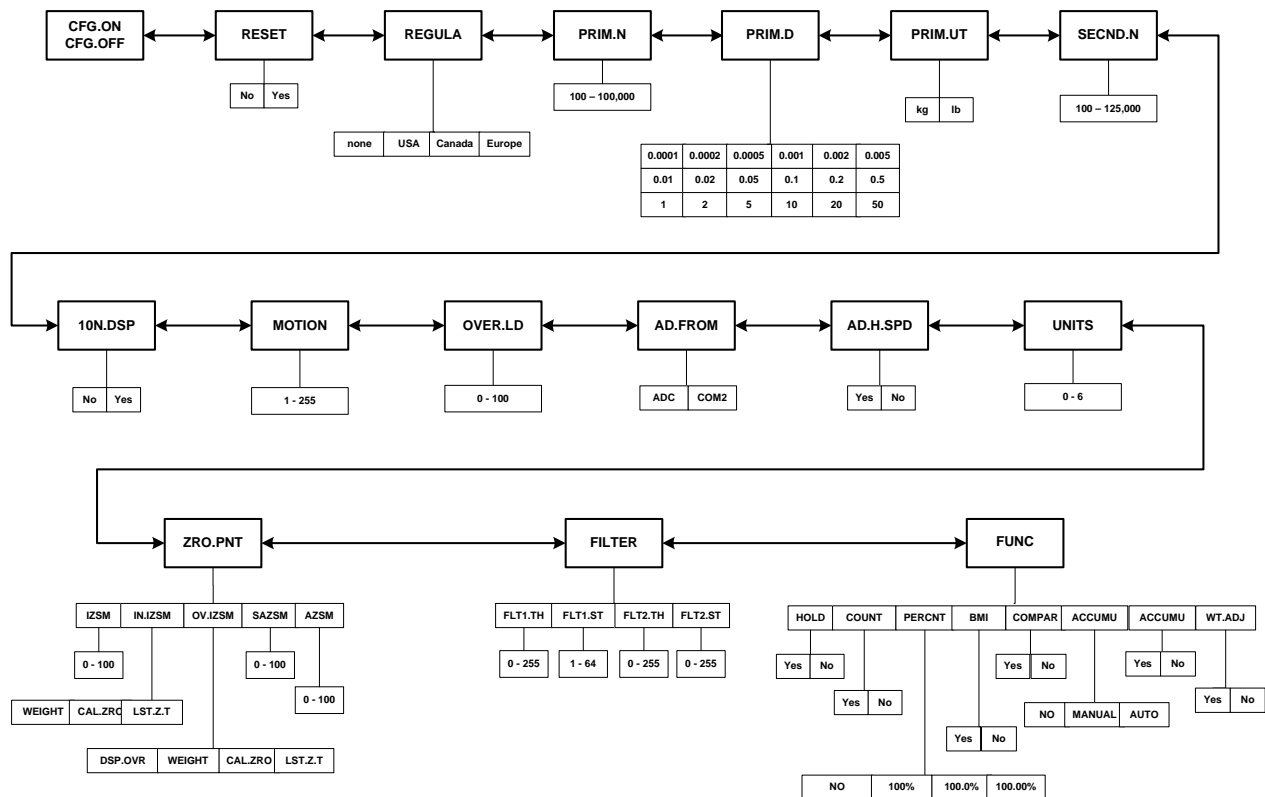 CFG.ON
CFG.OFF
RESET
REGULA
PRIM.N
PRIM.D
PRIM.UT
SECND.N
No Yes
100 – 100,000
kg lb
100 – 125,000
none USA Canada Europe
0.0001 0.0002 0.0005 0.001 0.002 0.005
0.01 0.02 0.05 0.1 0.2 0.5
1 2 5 10 20 50
10N.DSP
MOTION
OVER.LD
AD.FROM
AD.H.SPD
UNITS
No Yes
1 - 255
0 - 100
ADC COM2
Yes No
0 - 6
ZRO.PNT
FILTER
FUNC
IZSM IN.IZSM OV.IZSM SAZSM AZSM
0 - 100
0 - 100
0 - 100
WEIGHT CAL.ZRO LST.Z.T
DSP.OVR WEIGHT CAL.ZRO LST.Z.T
FLT1.TH FLT1.ST FLT2.TH FLT2.ST
0 - 255 1 - 64 0 - 255 0 - 255
HOLD COUNT PERCNT BMI COMPAR ACCUMU ACCUMU WT.ADJ
Yes No
Yes No
Yes No
Yes No
Yes No
NO MANUAL AUTO
Yes No
NO 100% 100.0% 100.00%